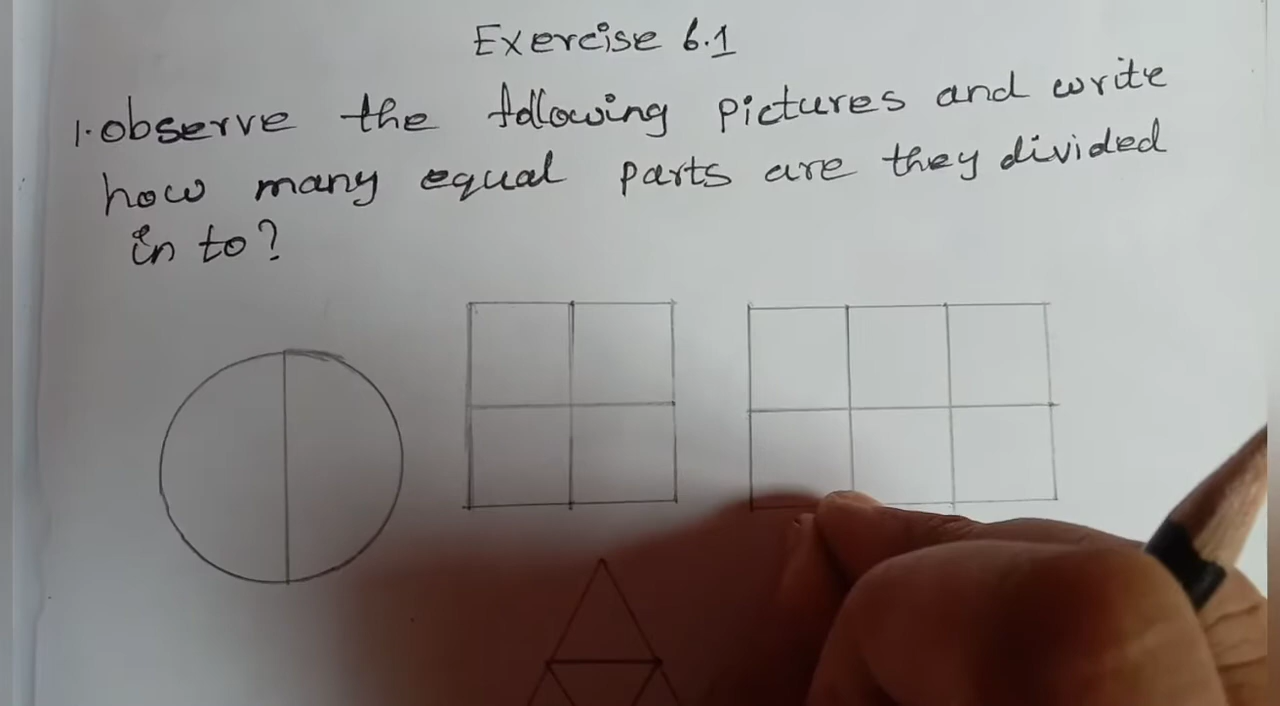 Exercise 6.1
1. observe the following pictures and write
how many equal parts are they divided
in to?